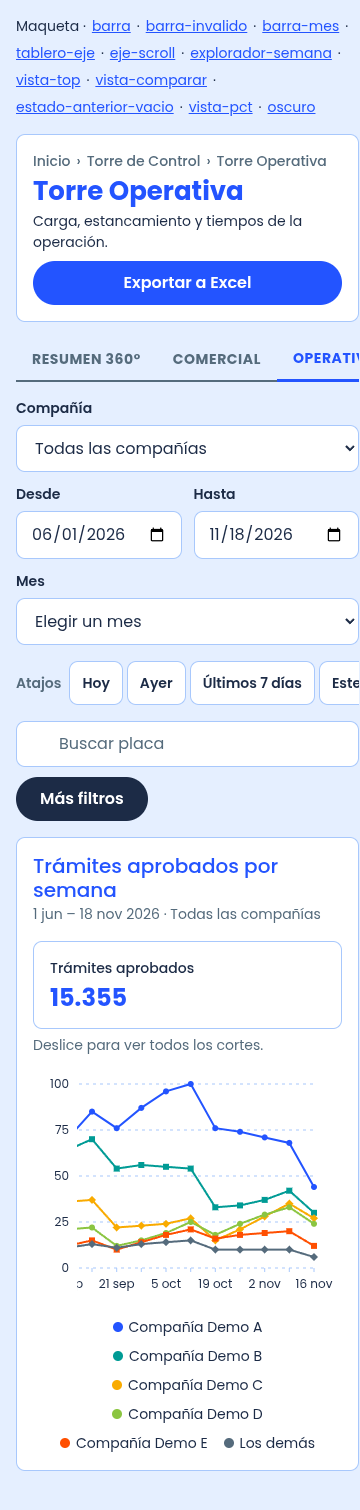 Maqueta · barra · barra-invalido · barra-mes ·
tablero-eje · eje-scroll · explorador-semana ·
vista-top · vista-comparar ·
estado-anterior-vacio · vista-pct · oscuro
Inicio › Torre de Control › Torre Operativa
Torre Operativa
Carga, estancamiento y tiempos de la
operación.
Exportar a Excel
RESUMEN 360° COMERCIAL
Compañía
Todas las compañías
Desde Hasta
06/01/2026 11/18/2026
Mes
Elegir un mes
Atajos Hoy Ayer Últimos 7 días Este
Buscar placa
Más filtros
Trámites aprobados por
semana
1 jun – 18 nov 2026 · Todas las compañías
Trámites aprobados
15.355
Deslice para ver todos los cortes.
100
75
50
25
0
21 sep 5 oct 19 oct 2 nov 16 nov
Compañía Demo A
Compañía Demo B
Compañía Demo C
Compañía Demo D
Compañía Demo E Los demás